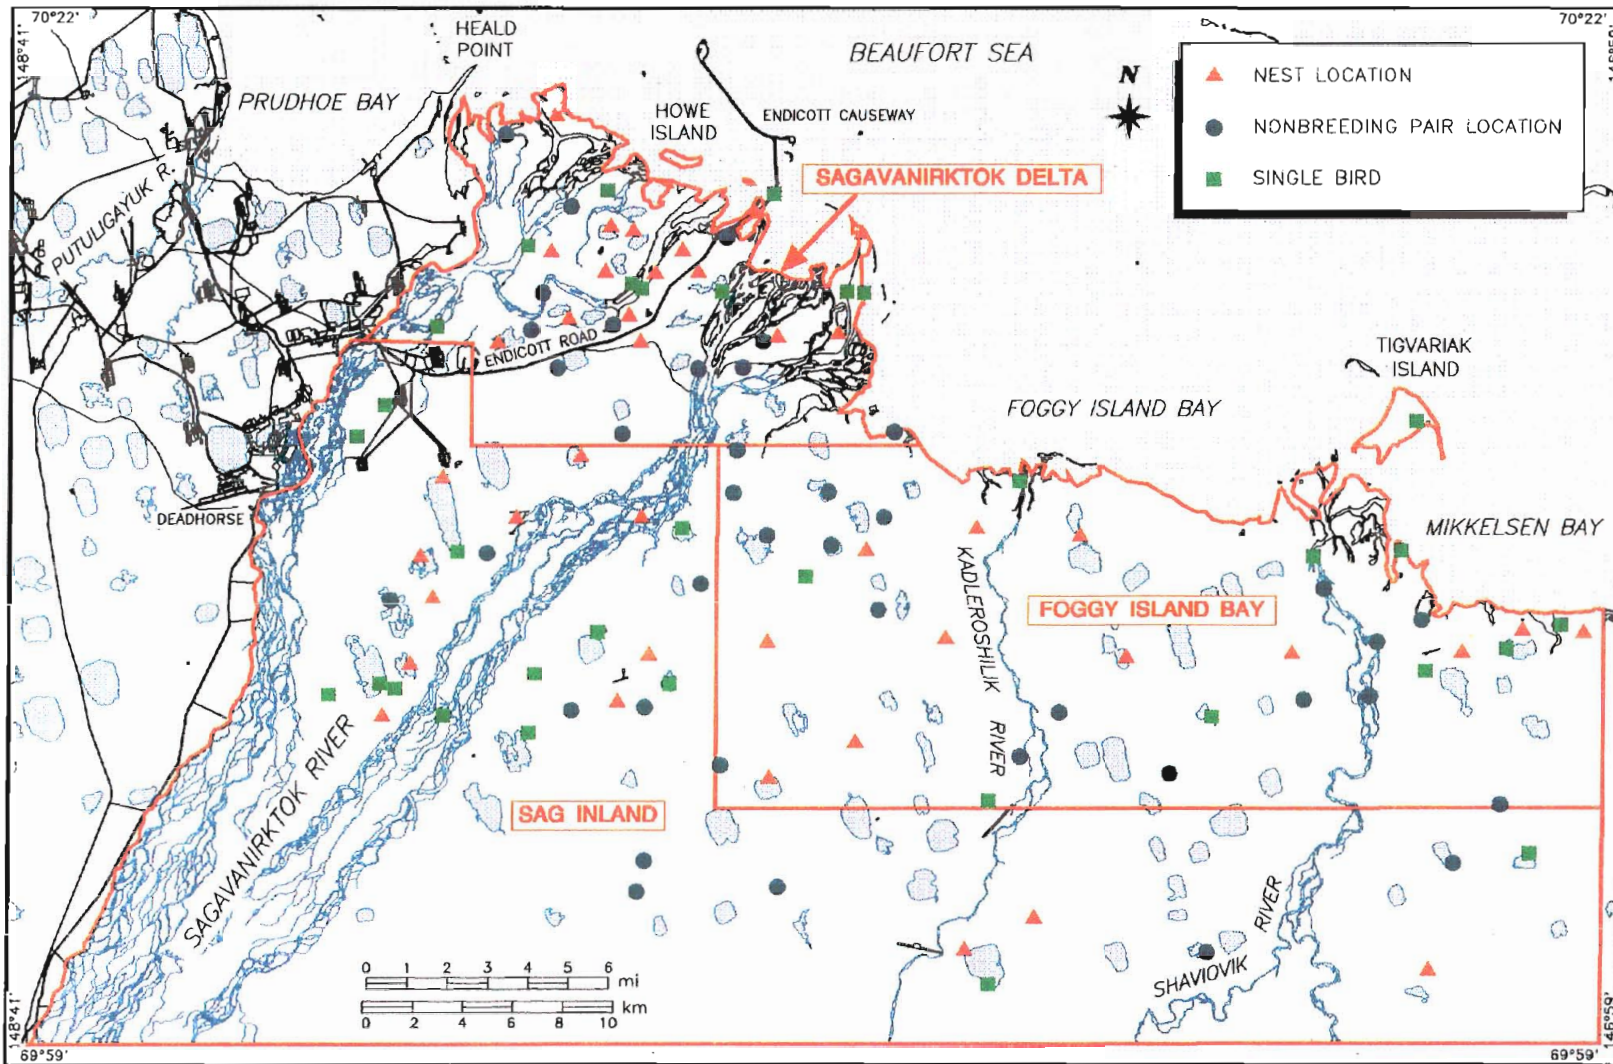 70°22'
70°22'
148°41'
HEALD
POINT
BEAUFORT SEA
N
NEST LOCATION
NONBREEDING PAIR LOCATION
SINGLE BIRD
PRUDHOE BAY
HOWE
ISLAND
ENDICOTT CAUSEWAY
SAGAVANIRKTOK DELTA
PUTULIGAYUK R.
ENDICOTT ROAD
TIGVARIAK
ISLAND
FOGGY ISLAND BAY
DEADHORSE
MIKKELSEN BAY
KADLEROSHILIK
RIVER
FOGGY ISLAND BAY
SAGAVANIRKTOK RIVER
SAG INLAND
SHAVIOVIK
RIVER
0 1 2 3 4 5 6 mi
0 2 4 6 8 10 km
148°41'
146°59'
69°59'
69°59'